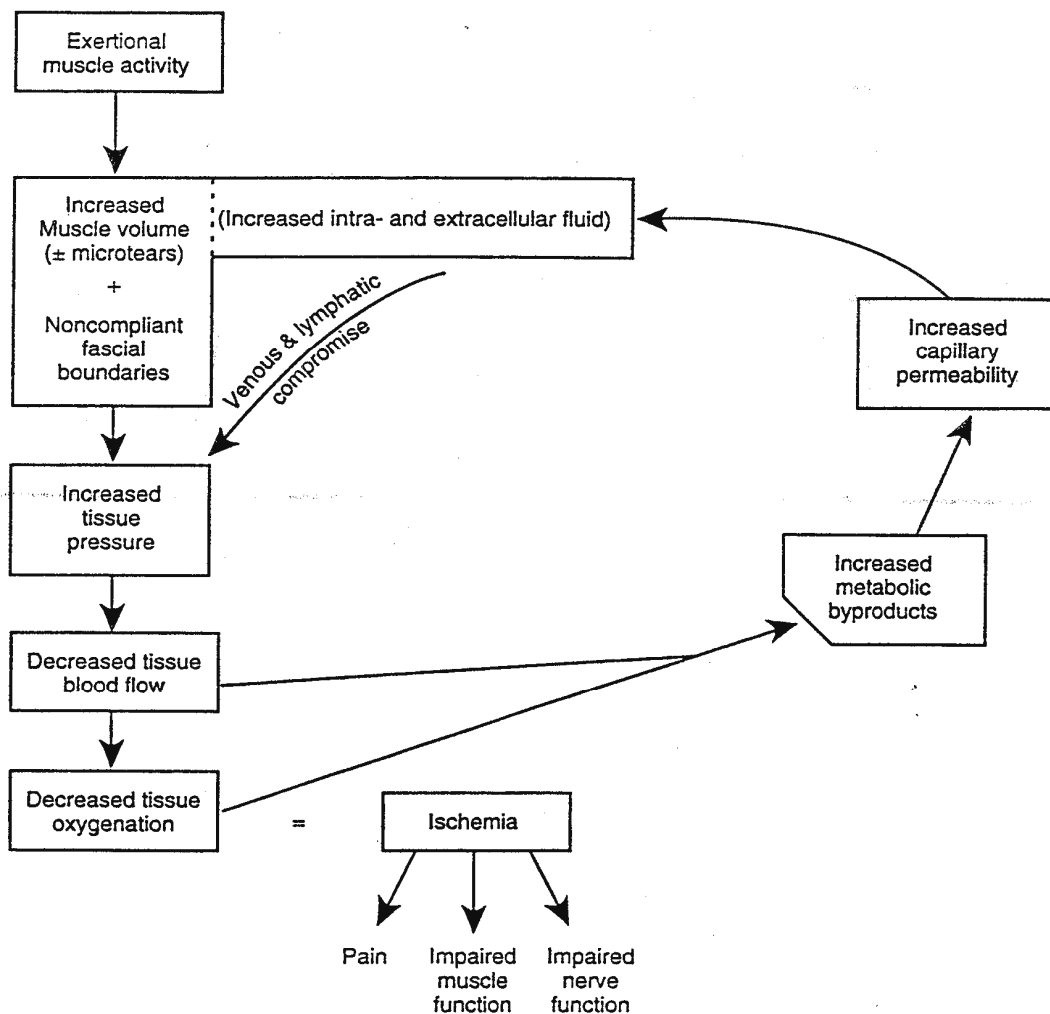 Exertional
muscle activity
Increased
Muscle volume
(± microtears)
+
Noncompliant
fascial
boundaries
(Increased intra- and extracellular fluid)
Venous & lymphatic
compromise
Increased
capillary
permeability
Increased
tissue
pressure
Increased
metabolic
byproducts
Decreased tissue
blood flow
Decreased tissue
oxygenation
=
Ischemia
Pain
Impaired
muscle
function
Impaired
nerve
function